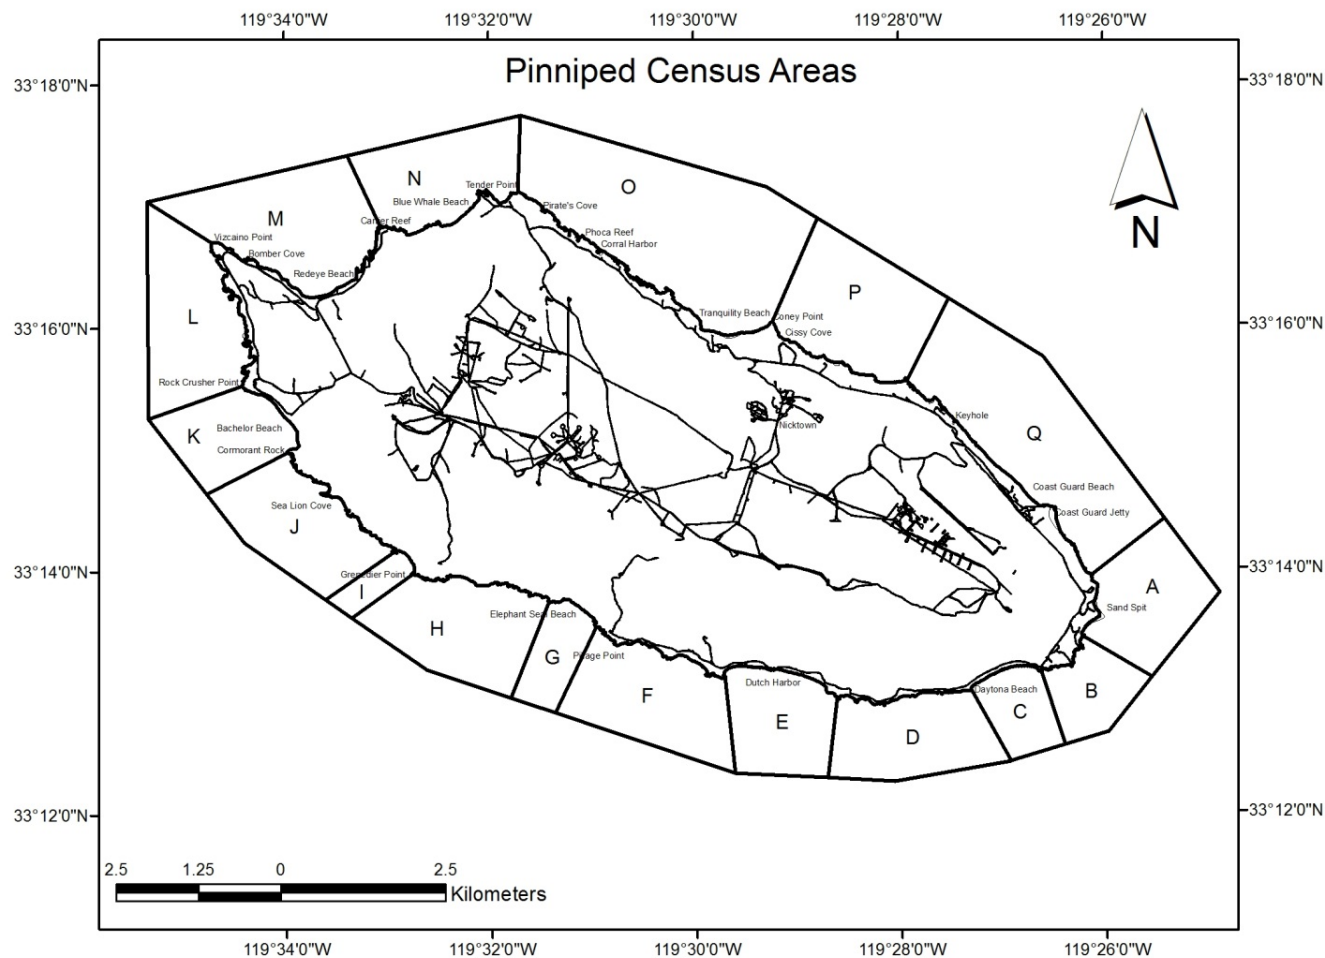 119°34'0"W 119°32'0"W 119°30'0"W 119°28'0"W 119°26'0"W
Pinniped Census Areas
33°18'0"N 33°18'0"N
N
O
Tender Point
Blue Whale Beach
Pirate's Cove
M
Carrier Reef
N
Vizcaino Point
Phoca Reef
Bomber Cove
Corral Harbor
Redeye Beach
P
L
Tranquility Beach
Coney Point
33°16'0"N 33°16'0"N
Cissy Cove
Rock Crusher Point
Keyhole
Bachelor Beach
Nicktown
K
Q
Cormorant Rock
Coast Guard Beach
Sea Lion Cove
Coast Guard Jetty
J
33°14'0"N 33°14'0"N
Grenedier Point
A
I
Sand Spit
Elephant Seal Beach
H
G
Dutch Harbor
Daytona Beach
B
F
C
E
D
33°12'0"N 33°12'0"N
2.5 1.25 0 2.5
Kilometers
119°34'0"W 119°32'0"W 119°30'0"W 119°28'0"W 119°26'0"W